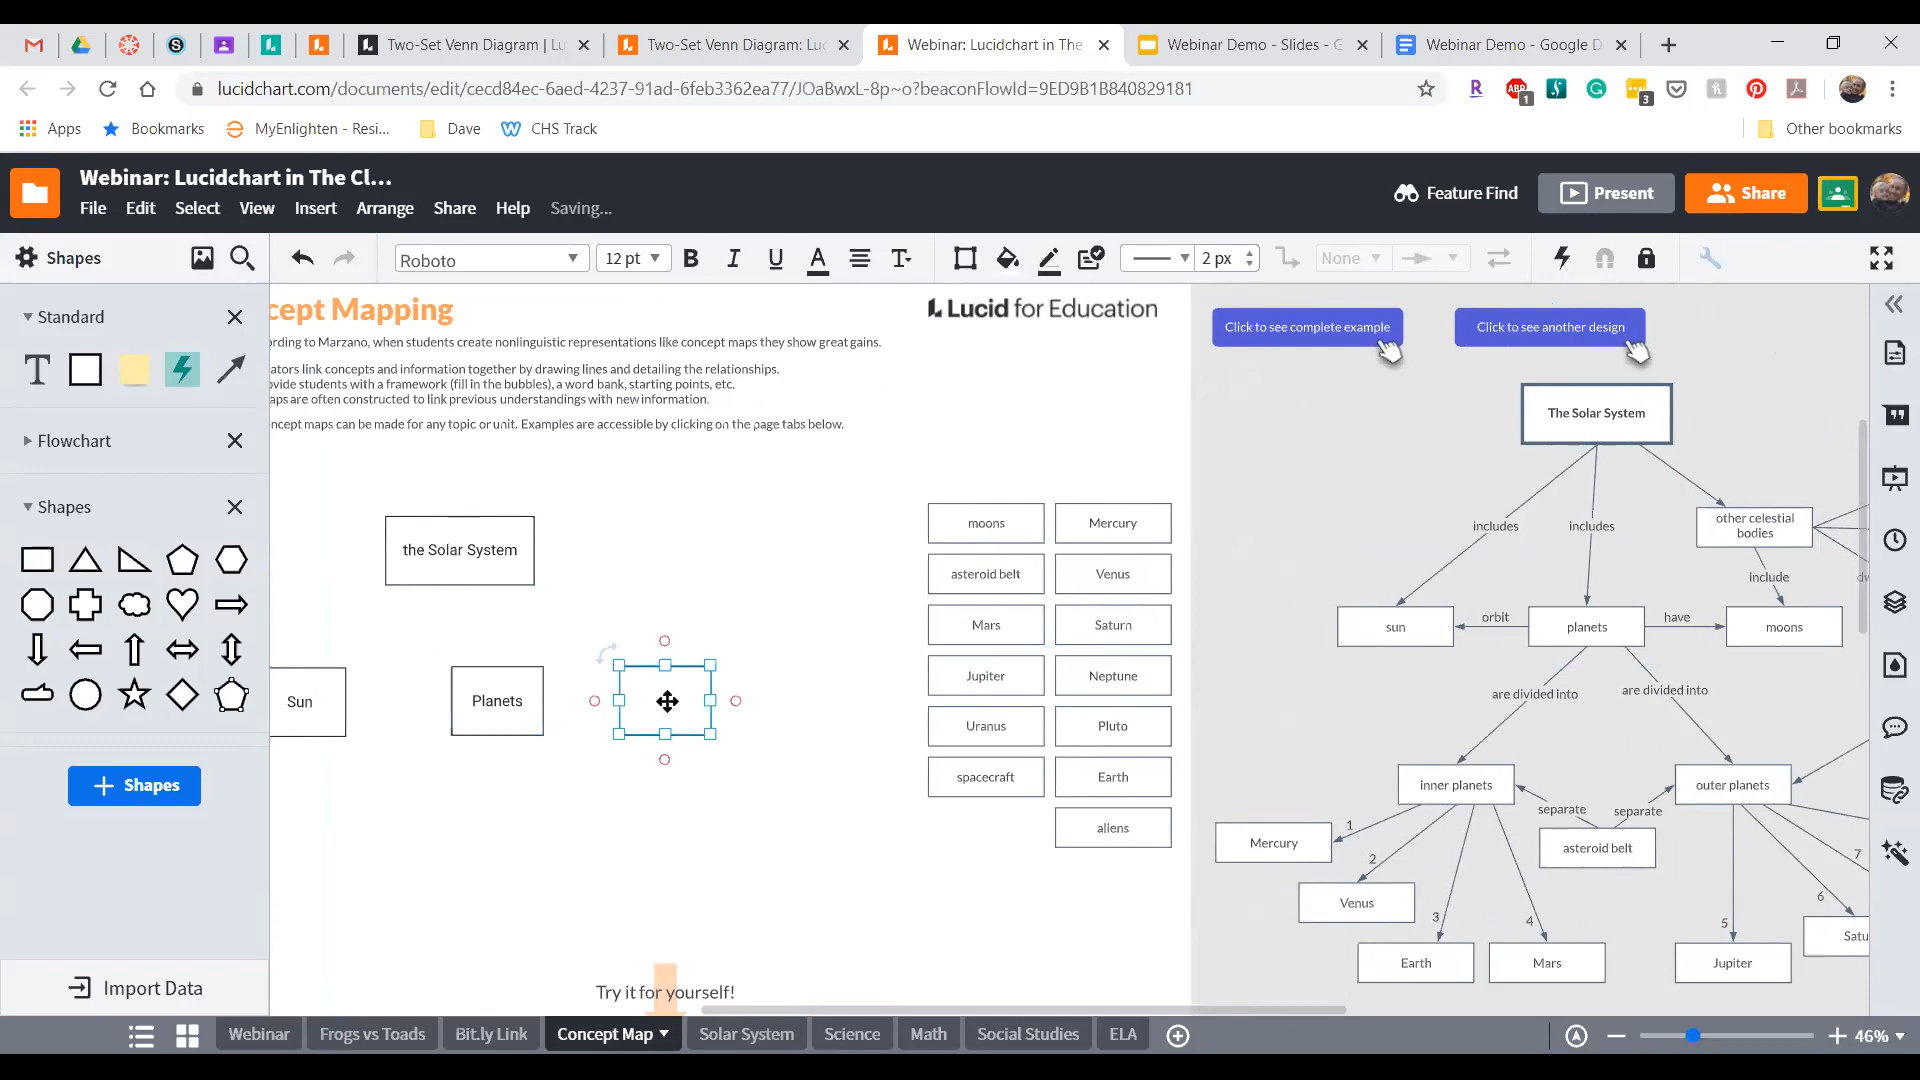 Two-Set Venn Diagram | Lu
Two-Set Venn Diagram: Luc
Webinar: Lucidchart in The
Webinar Demo - Slides - G
Webinar Demo - Google D
lucidchart.com/documents/edit/cecd84ec-6aed-4237-91ad-6feb3362ea77/JOaBwxL-8p~o?beaconFlowId=9ED9B1B840829181
R
ABP
1
3
Apps
Bookmarks
MyEnlighten - Resi...
Dave
CHS Track
Other bookmarks
Webinar: Lucidchart in The Cl...
File Edit Select View Insert Arrange Share Help Saving...
Feature Find
Present
Share
Shapes
Roboto
12 pt
B I U A T
2 px
None
Standard
T
Flowchart
Shapes
Shapes
Import Data
cept Mapping
Lucid for Education
ording to Marzano, when students create nonlinguistic representations like concept maps they show great gains.
ators link concepts and information together by drawing lines and detailing the relationships.
ovide students with a framework (fill in the bubbles), a word bank, starting points, etc.
aps are often constructed to link previous understandings with new information.
oncept maps can be made for any topic or unit. Examples are accessible by clicking on the page tabs below.
the Solar System
Sun
Planets
moons
Mercury
asteroid belt
Venus
Mars
Saturn
Jupiter
Neptune
Uranus
Pluto
spacecraft
Earth
aliens
Try it for yourself!
Click to see complete example
Click to see another design
The Solar System
includes
includes
other celestial
bodies
include
sun
orbit
planets
have
moons
are divided into
are divided into
inner planets
outer planets
separate
separate
asteroid belt
1
Mercury
2
Venus
3
Earth
4
Mars
5
Jupiter
6
Satu
7
Webinar
Frogs vs Toads
Bit.ly Link
Concept Map
Solar System
Science
Math
Social Studies
ELA
46%